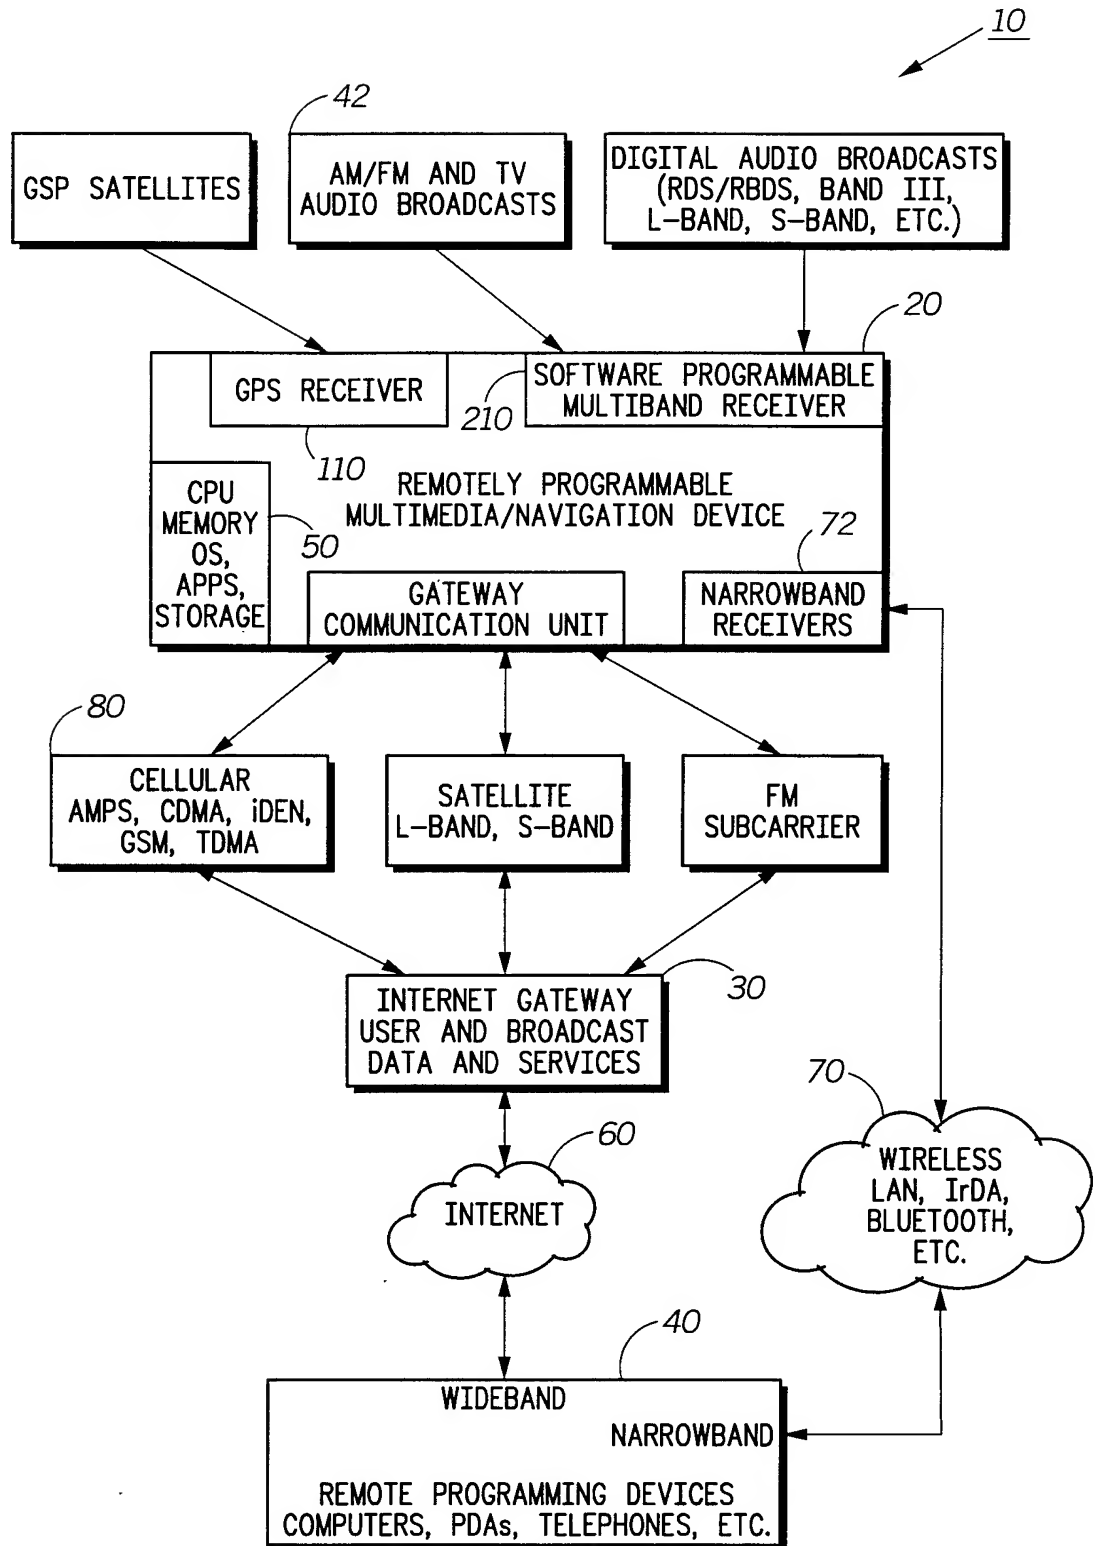 10
42
GSP SATELLITES
AM/FM AND TV
AUDIO BROADCASTS
DIGITAL AUDIO BROADCASTS
(RDS/RBDS, BAND III,
L-BAND, S-BAND, ETC.)
20
GPS RECEIVER
110
210
SOFTWARE PROGRAMMABLE
MULTIBAND RECEIVER
REMOTELY PROGRAMMABLE
MULTIMEDIA/NAVIGATION DEVICE
CPU
MEMORY
OS,
APPS,
STORAGE
50
72
GATEWAY
COMMUNICATION UNIT
NARROWBAND
RECEIVERS
80
CELLULAR
AMPS, CDMA, iDEN,
GSM, TDMA
SATELLITE
L-BAND, S-BAND
FM
SUBCARRIER
30
INTERNET GATEWAY
USER AND BROADCAST
DATA AND SERVICES
60
INTERNET
70
WIRELESS
LAN, IrDA,
BLUETOOTH,
ETC.
40
WIDEBAND
NARROWBAND
REMOTE PROGRAMMING DEVICES
COMPUTERS, PDAs, TELEPHONES, ETC.